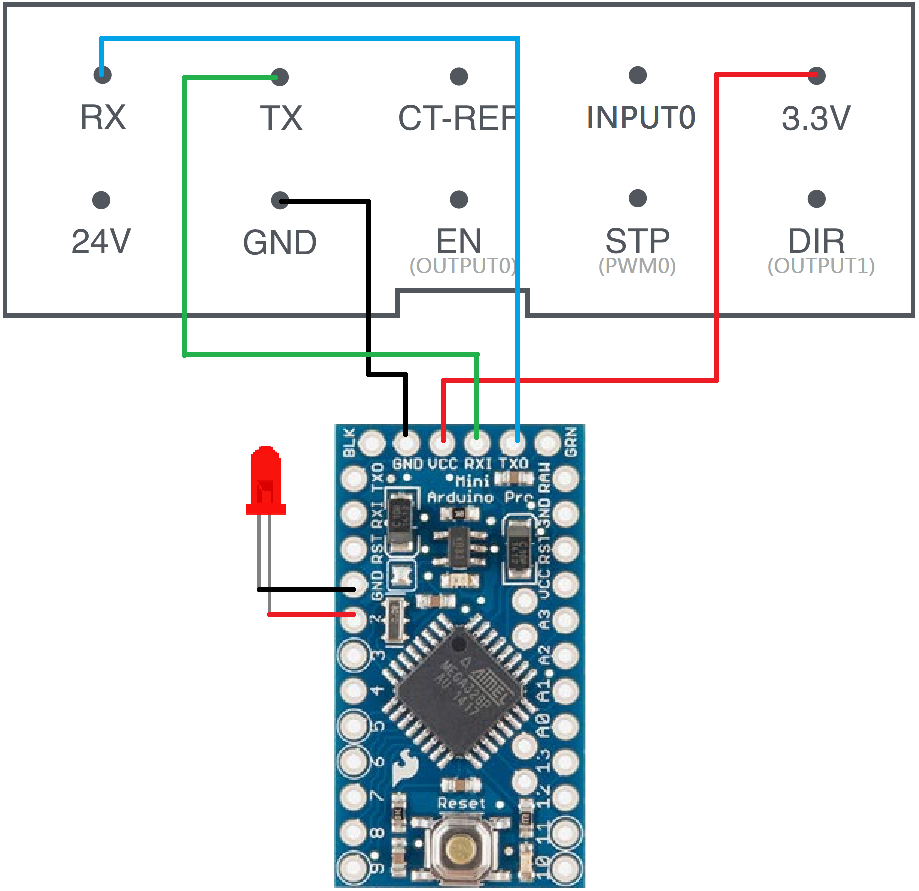 RX TX CT-REF INPUT0 3.3V
24V GND EN STP DIR
(OUTPUT0) (PWM0) (OUTPUT1)
BLK GND VCC RXI TXO GRN
Mini
Arduino Pro
TXO
RXI
RST
GND
2
3
4
5
6
7
8
9
RAW
GND
RST
VCC
A3
A2
A1
A0
13
12
11
10
ATMEL
MEGA328P
AU 1417
Reset